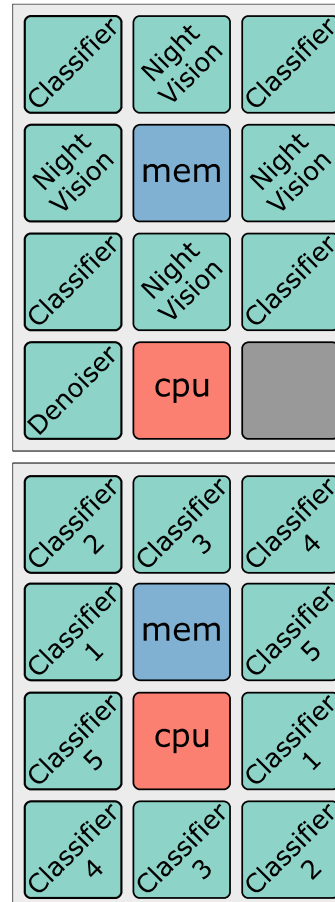 Classifier
Night
Vision
Classifier
Night
Vision
mem
Night
Vision
Classifier
Night
Vision
Classifier
Denoiser
cpu
Classifier
2
Classifier
3
Classifier
4
Classifier
1
mem
Classifier
5
Classifier
5
cpu
Classifier
1
Classifier
4
Classifier
3
Classifier
2